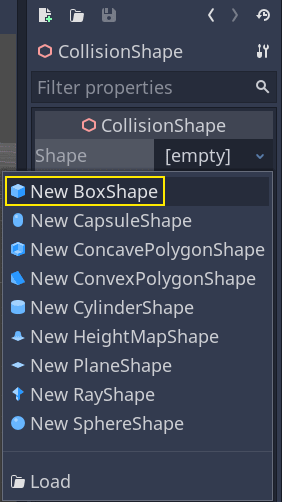 CollisionShape
Filter properties
CollisionShape
Shape [empty]
New BoxShape
New CapsuleShape
New ConcavePolygonShape
New ConvexPolygonShape
New CylinderShape
New HeightMapShape
New PlaneShape
New RayShape
New SphereShape
Load